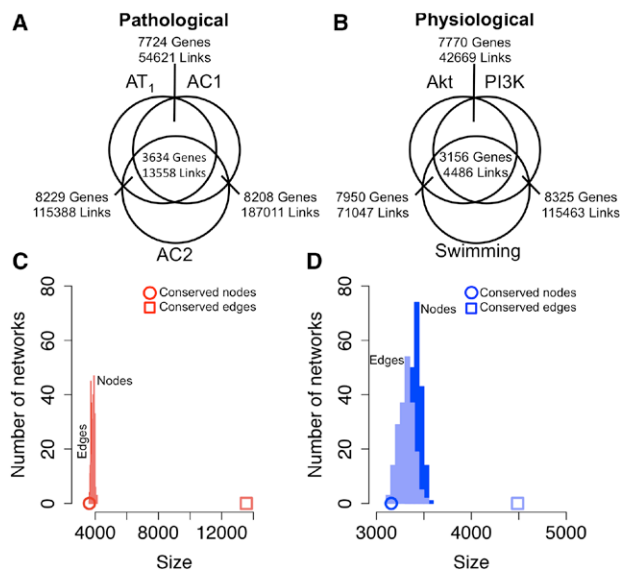 A
Pathological
7724 Genes
54621 Links
AT1 AC1
3634 Genes
13558 Links
8229 Genes
115388 Links
8208 Genes
187011 Links
AC2
B
Physiological
7770 Genes
42669 Links
Akt PI3K
3156 Genes
4486 Links
7950 Genes
71047 Links
8325 Genes
115463 Links
Swimming
C
Conserved nodes
Conserved edges
Number of networks
80
60
40
20
0
Nodes
Edges
4000 8000 12000
Size
D
Conserved nodes
Conserved edges
Number of networks
80
60
40
20
0
Nodes
Edges
3000 4000 5000
Size